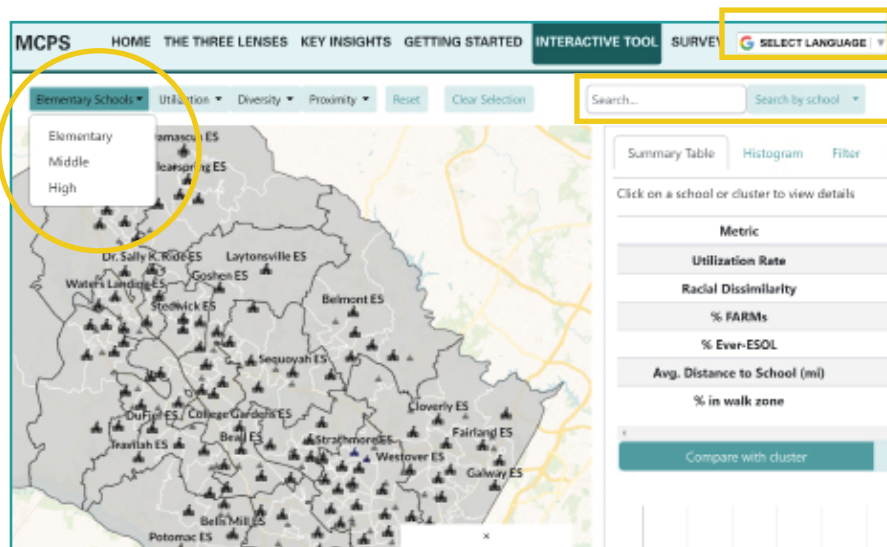 MCPS HOME THE THREE LENSES KEY INSIGHTS GETTING STARTED INTERACTIVE TOOL SURVEY G SELECT LANGUAGE ▼
Elementary Schools Utilization Diversity Proximity Reset Clear Selection Search... Search by school
Elementary
Middle
High
Damascus ES
Clearspring ES
Summary Table Histogram Filter
Click on a school or cluster to view details
Metric
Utilization Rate
Racial Dissimilarity
% FARMs
% Ever-ESOL
Avg. Distance to School (mi)
% in walk zone
Compare with cluster
Dr. Sally K. Ride ES
Laytonsville ES
Goshen ES
Waters Landing ES
Stedwick ES
Belmont ES
Sequoyah ES
Cloverly ES
DuFief ES
College Gardens ES
Beall ES
Fairland ES
Travilah ES
Strathmore ES
Westover ES
Galway ES
Bells Mill ES
Potomac ES
×